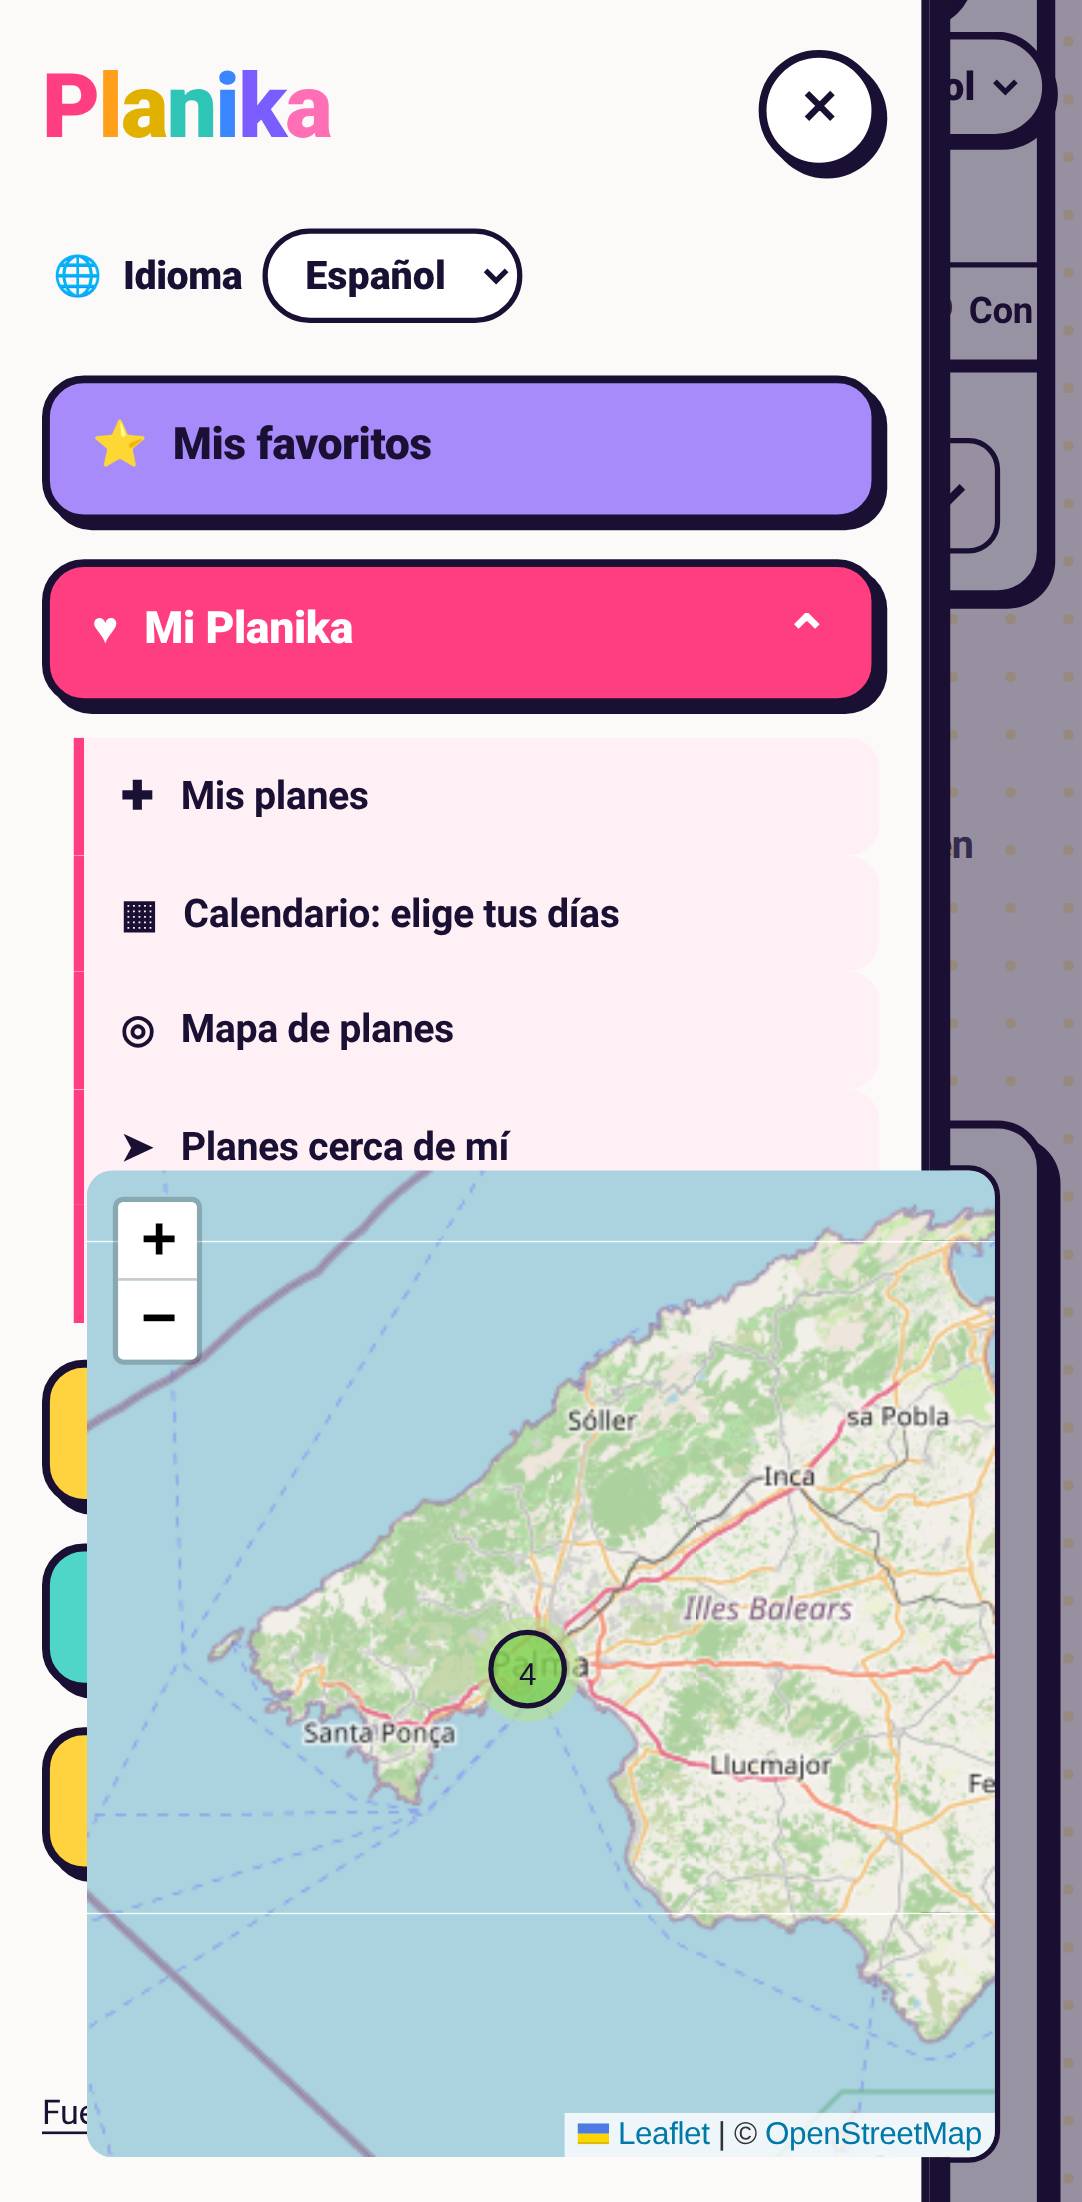 Planika
Idioma
Español
Mis favoritos
Mi Planika
Mis planes
Calendario: elige tus días
Mapa de planes
Planes cerca de mí
+
−
Sóller
sa Pobla
Inca
Illes Balears
4
Santa Ponça
Llucmajor
Leaflet | © OpenStreetMap